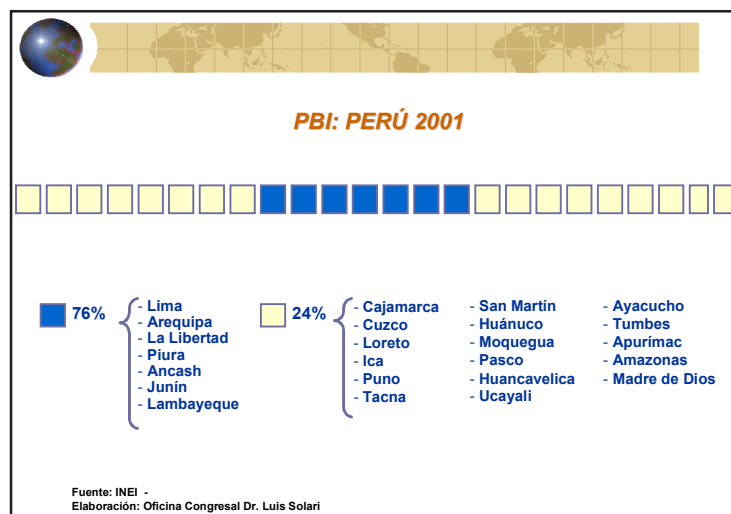 PBI: PERÚ 2001
76%
- Lima
- Arequipa
- La Libertad
- Piura
- Ancash
- Junín
- Lambayeque
24%
- Cajamarca
- Cuzco
- Loreto
- Ica
- Puno
- Tacna
- San Martín
- Huánuco
- Moquegua
- Pasco
- Huancavelica
- Ucayali
- Ayacucho
- Tumbes
- Apurímac
- Amazonas
- Madre de Dios
Fuente: INEI -
Elaboración: Oficina Congresal Dr. Luis Solari